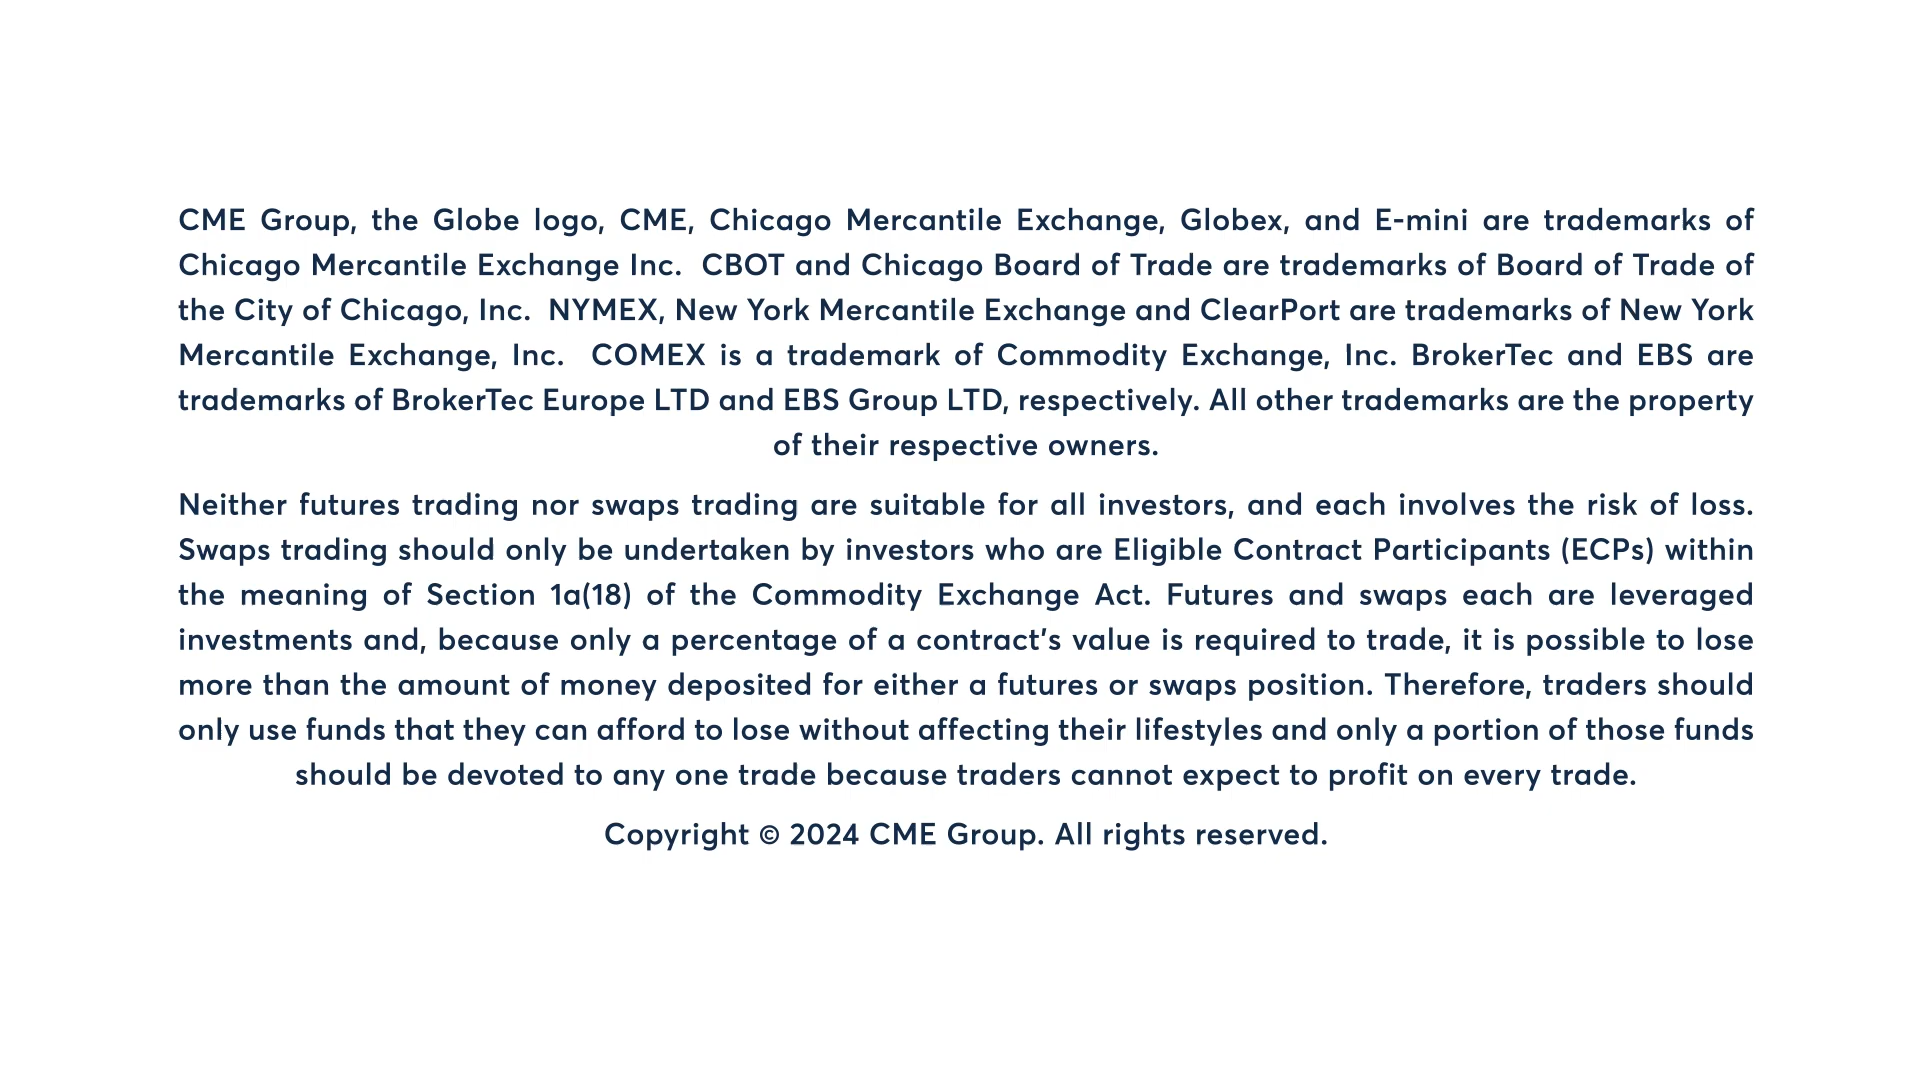 CME Group, the Globe logo, CME, Chicago Mercantile Exchange, Globex, and E-mini are trademarks of
Chicago Mercantile Exchange Inc.  CBOT and Chicago Board of Trade are trademarks of Board of Trade of
the City of Chicago, Inc.  NYMEX, New York Mercantile Exchange and ClearPort are trademarks of New York
Mercantile Exchange, Inc.  COMEX is a trademark of Commodity Exchange, Inc. BrokerTec and EBS are
trademarks of BrokerTec Europe LTD and EBS Group LTD, respectively. All other trademarks are the property
of their respective owners.
Neither futures trading nor swaps trading are suitable for all investors, and each involves the risk of loss.
Swaps trading should only be undertaken by investors who are Eligible Contract Participants (ECPs) within
the meaning of Section 1a(18) of the Commodity Exchange Act. Futures and swaps each are leveraged
investments and, because only a percentage of a contract's value is required to trade, it is possible to lose
more than the amount of money deposited for either a futures or swaps position. Therefore, traders should
only use funds that they can afford to lose without affecting their lifestyles and only a portion of those funds
should be devoted to any one trade because traders cannot expect to profit on every trade.
Copyright © 2024 CME Group. All rights reserved.